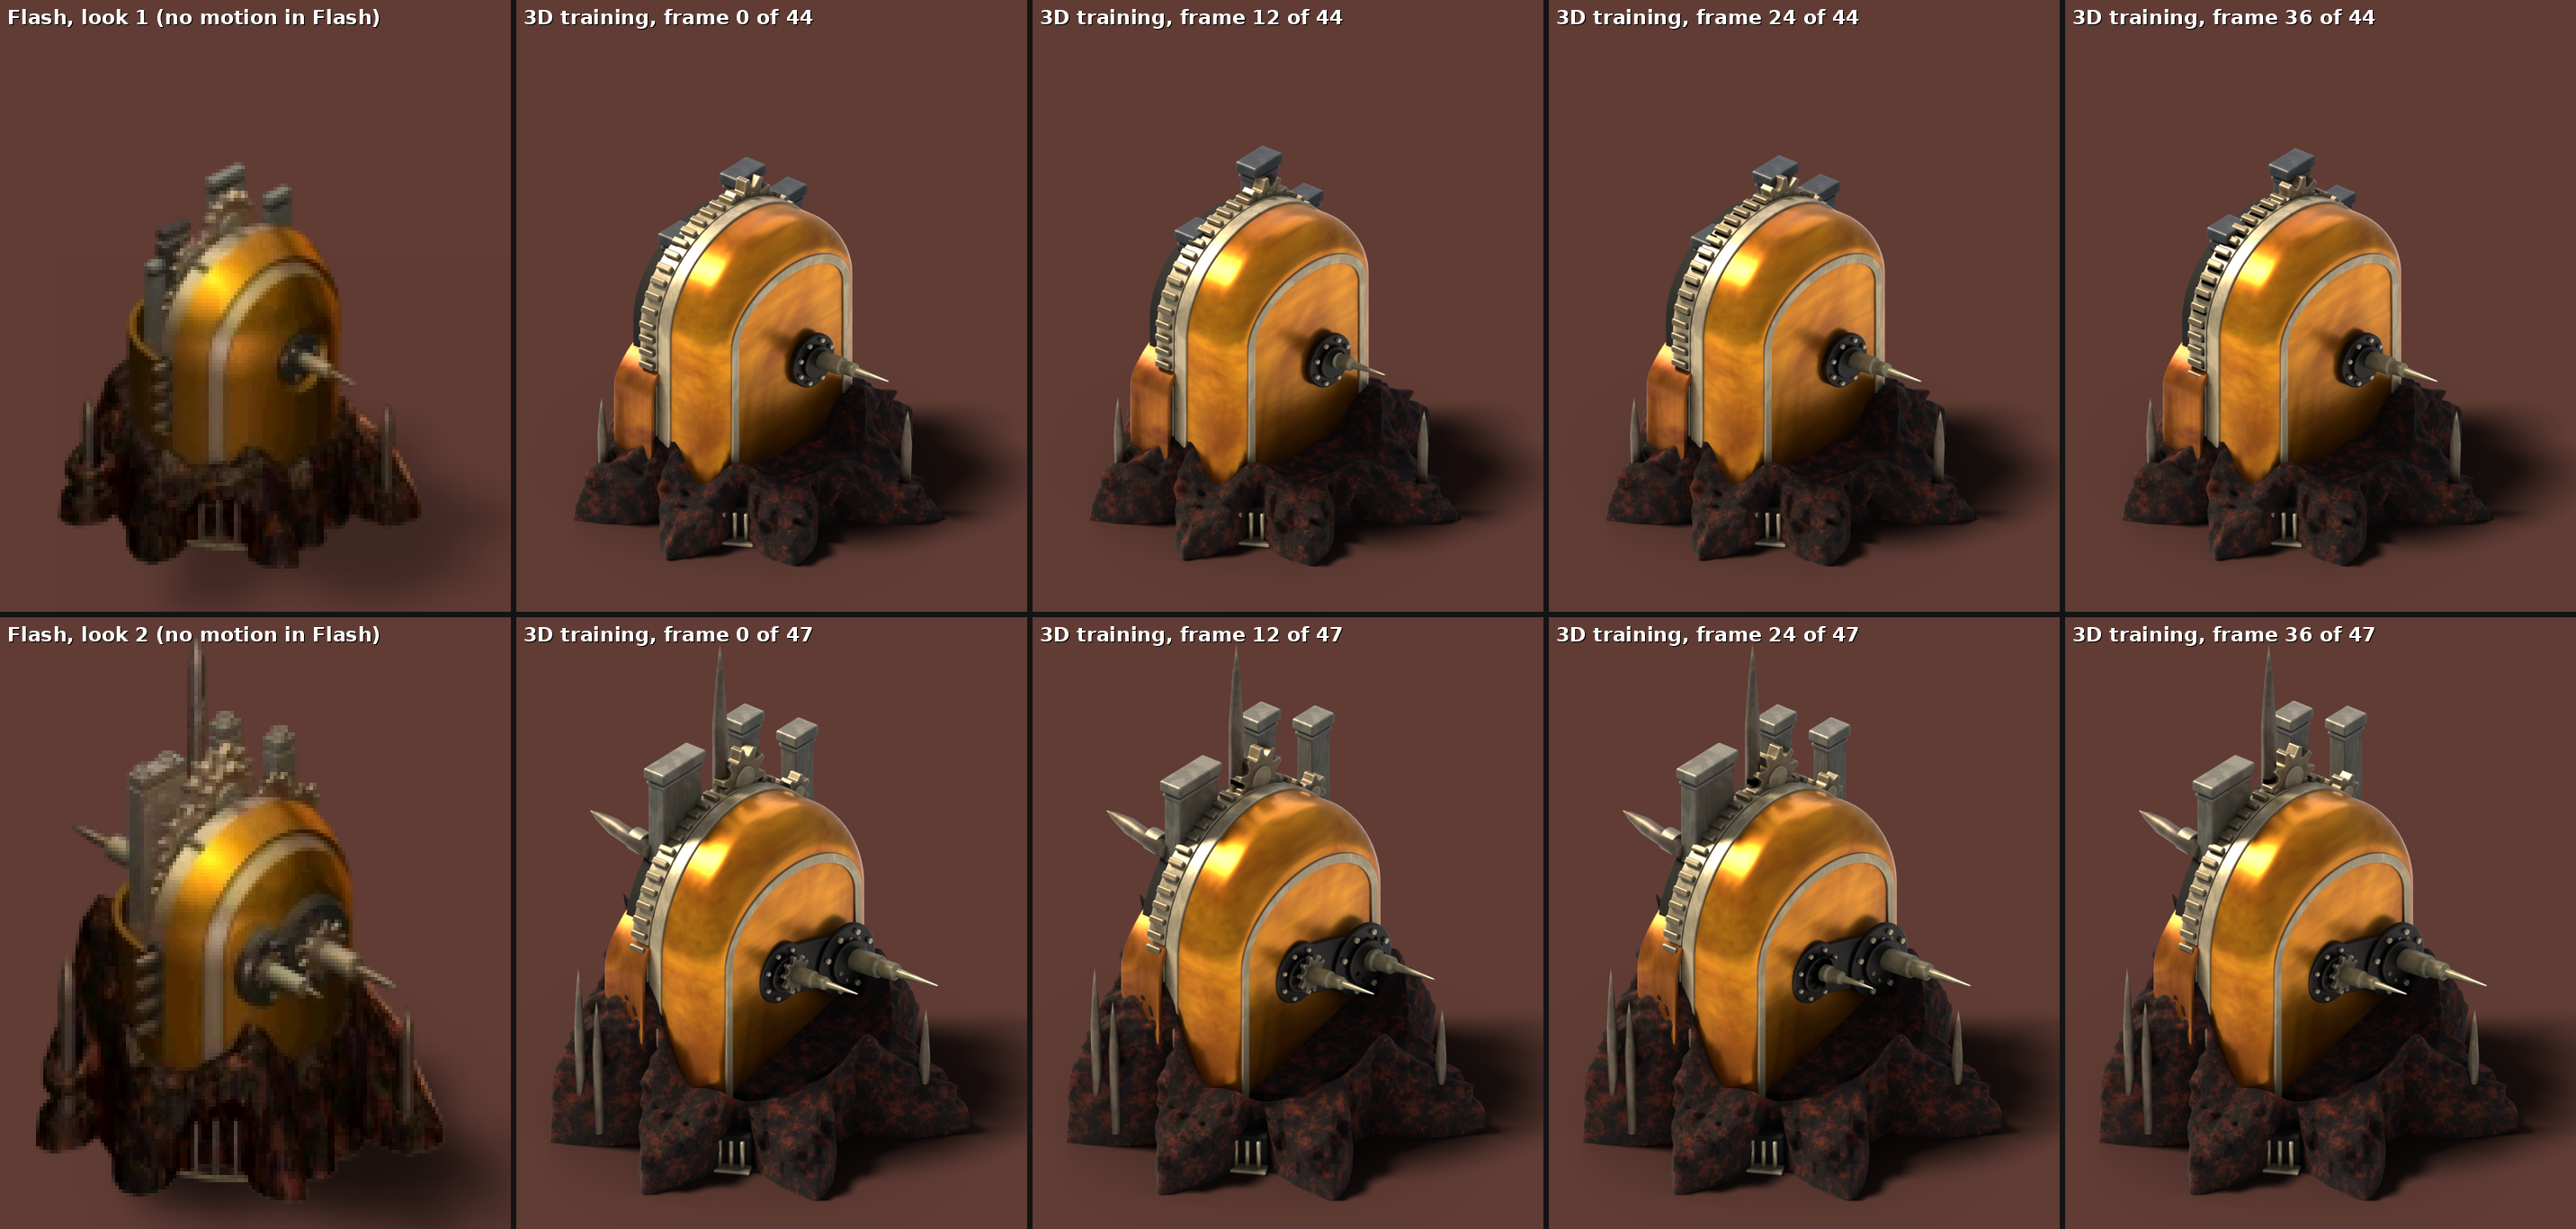 Flash, look 1 (no motion in Flash)
3D training, frame 0 of 44
3D training, frame 12 of 44
3D training, frame 24 of 44
3D training, frame 36 of 44
Flash, look 2 (no motion in Flash)
3D training, frame 0 of 47
3D training, frame 12 of 47
3D training, frame 24 of 47
3D training, frame 36 of 47